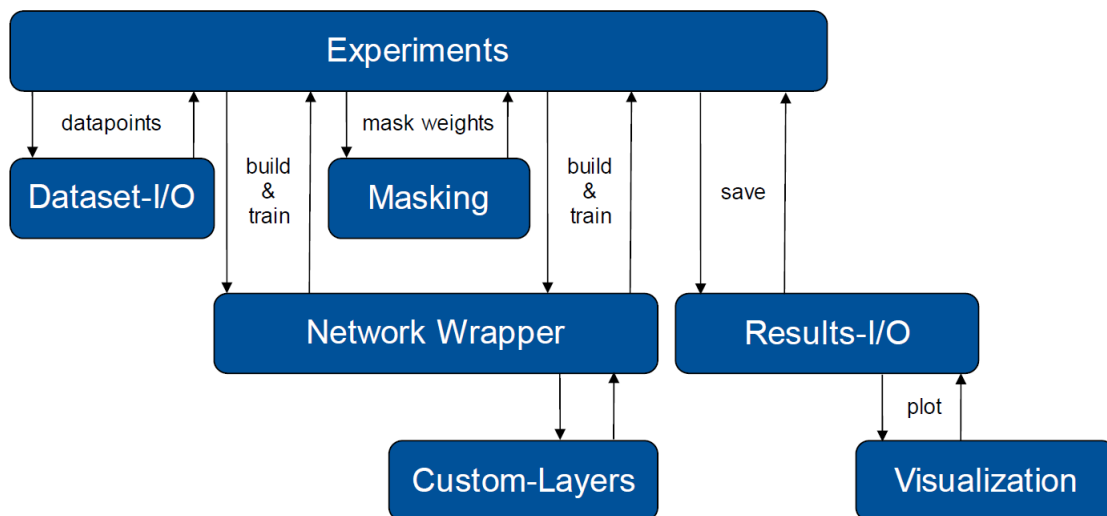 Experiments
datapoints
mask weights
Dataset-I/O
build
&
train
Masking
build
&
train
save
Network Wrapper
Results-I/O
plot
Custom-Layers
Visualization